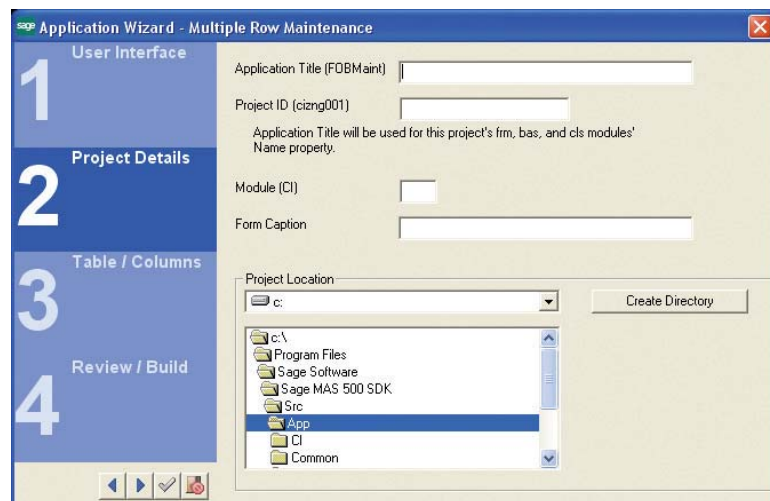 sage Application Wizard - Multiple Row Maintenance
1 User Interface
2 Project Details
3 Table / Columns
4 Review / Build
Application Title (FOBMaint)
Project ID (cizng001)
Application Title will be used for this project's frm, bas, and cls modules'
Name property.
Module (CI)
Form Caption
Project Location
c:
Create Directory
c:\
Program Files
Sage Software
Sage MAS 500 SDK
Src
App
CI
Common